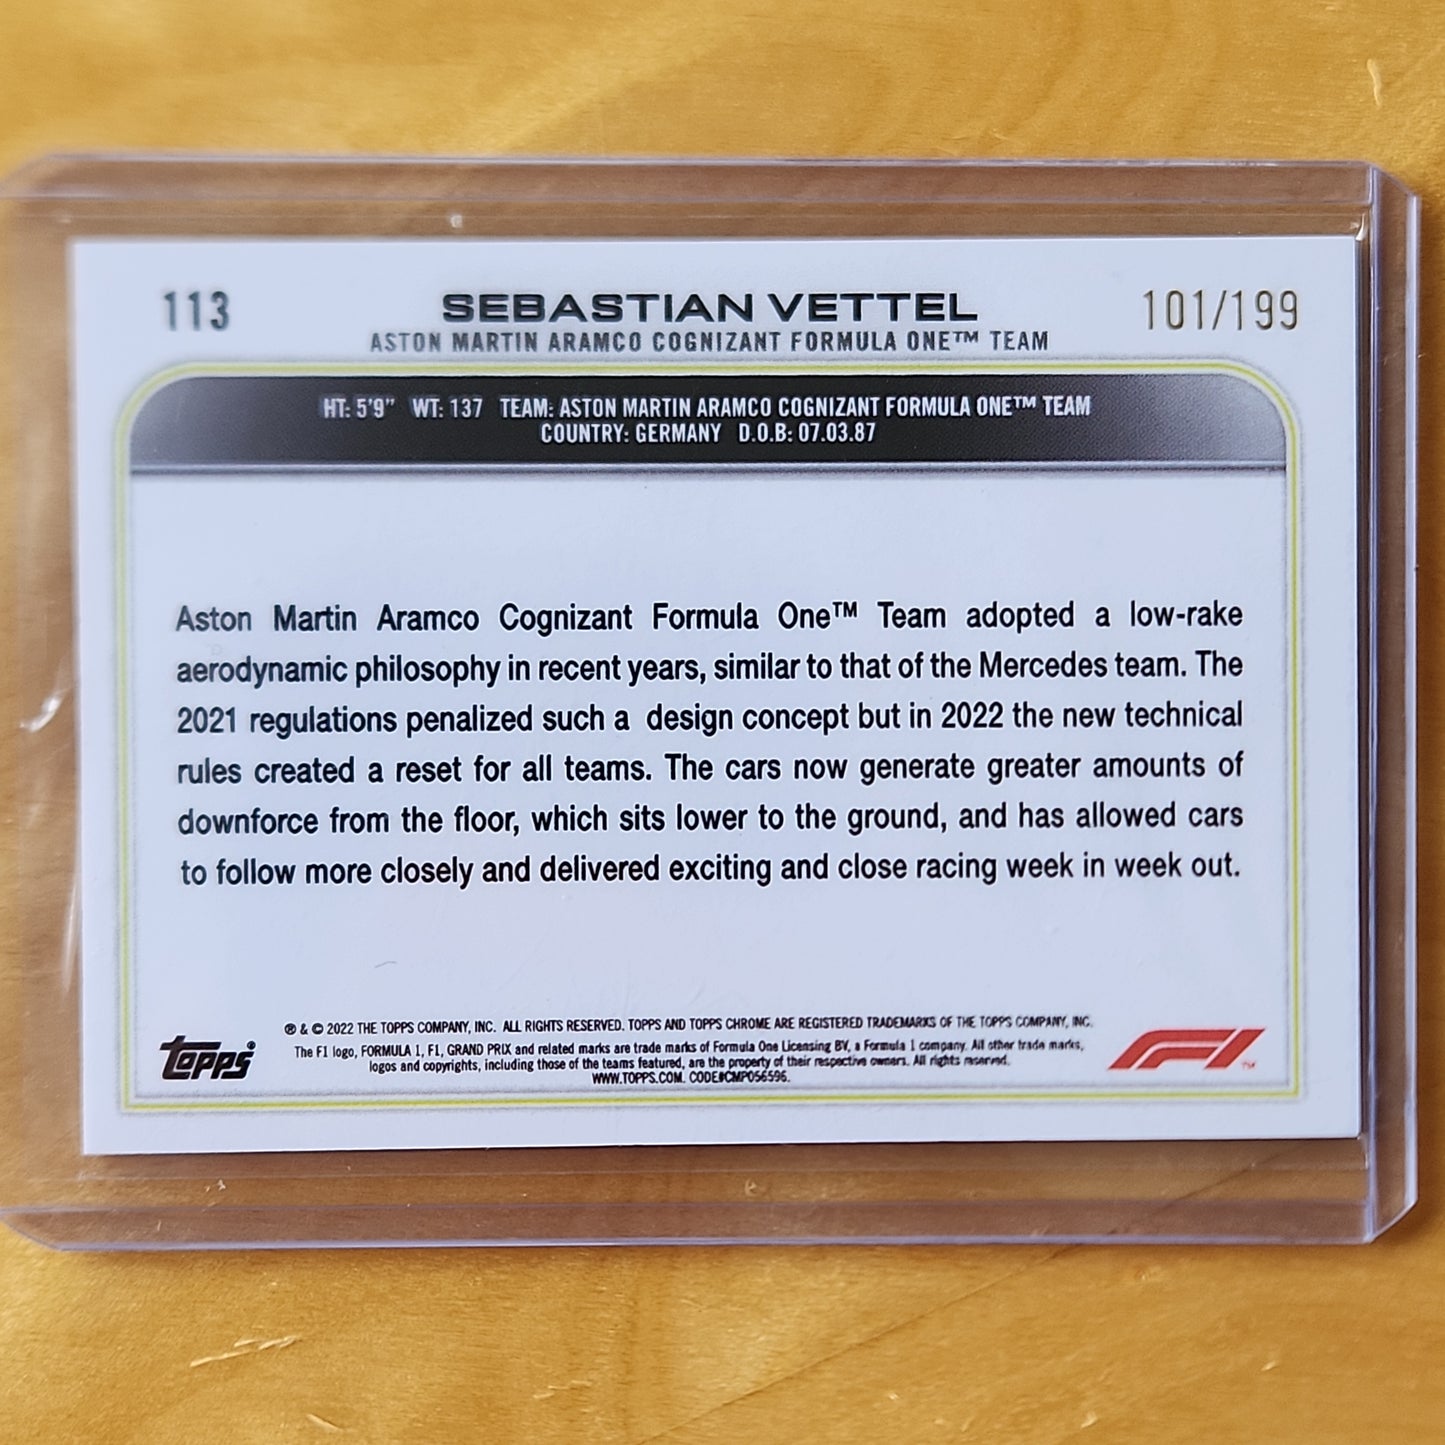 113
SEBASTIAN VETTEL
101/199
ASTON MARTIN ARAMCO COGNIZANT FORMULA ONE™ TEAM
HT: 5'9" WT: 137 TEAM: ASTON MARTIN ARAMCO COGNIZANT FORMULA ONE™ TEAM
COUNTRY: GERMANY D.O.B: 07.03.87
Aston Martin Aramco Cognizant Formula One™ Team adopted a low-rake
aerodynamic philosophy in recent years, similar to that of the Mercedes team. The
2021 regulations penalized such a design concept but in 2022 the new technical
rules created a reset for all teams. The cars now generate greater amounts of
downforce from the floor, which sits lower to the ground, and has allowed cars
to follow more closely and delivered exciting and close racing week in week out.
® & © 2022 THE TOPPS COMPANY, INC. ALL RIGHTS RESERVED. TOPPS AND TOPPS CHROME ARE REGISTERED TRADEMARKS OF THE TOPPS COMPANY, INC.
The F1 logo, FORMULA 1, F1, GRAND PRIX and related marks are trade marks of Formula One Licensing BV, a Formula 1 company. All other trade marks,
logos and copyrights, including those of the teams featured, are the property of their respective owners. All rights reserved.
WWW.TOPPS.COM. CODE#CMP056596.
topps®
F1™